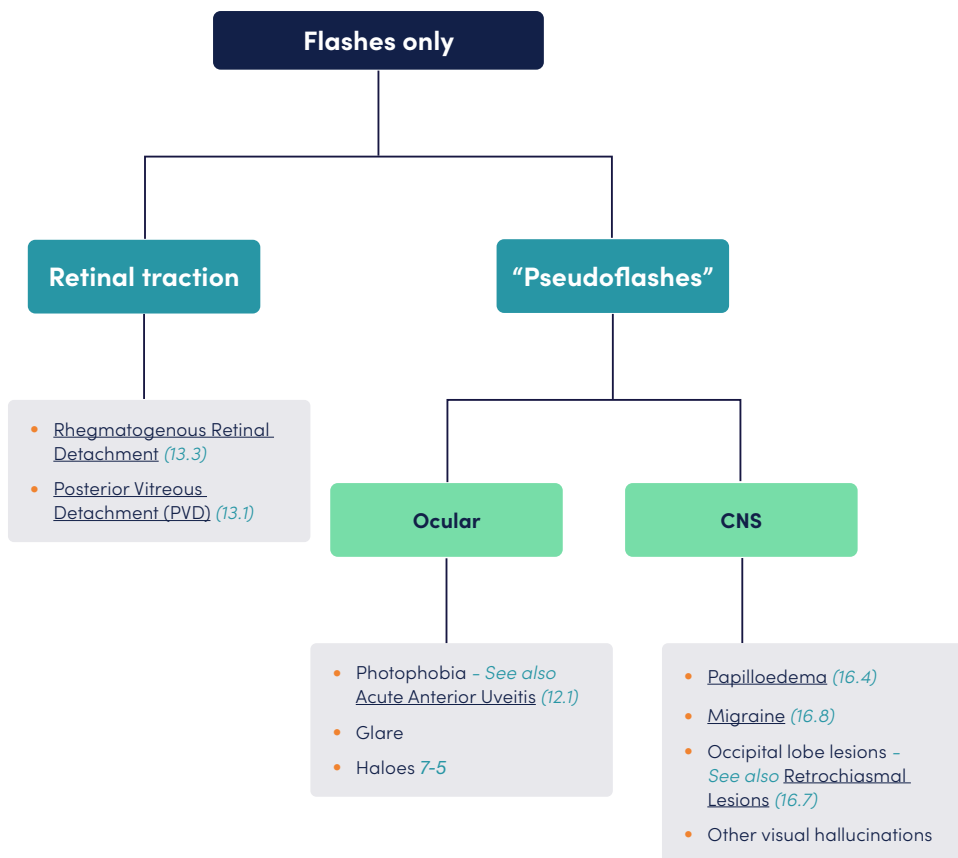 Flashes only
Retinal traction
“Pseudoflashes”
• Rhegmatogenous Retinal
Detachment (13.3)
• Posterior Vitreous
Detachment (PVD) (13.1)
Ocular
CNS
• Photophobia - See also
Acute Anterior Uveitis (12.1)
• Glare
• Haloes 7-5
• Papilloedema (16.4)
• Migraine (16.8)
• Occipital lobe lesions -
See also Retrochiasmal
Lesions (16.7)
• Other visual hallucinations